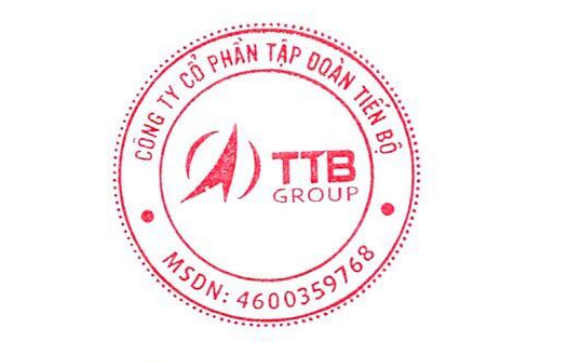 CÔNG TY CỔ PHẦN TẬP ĐOÀN TIẾN BỘ
TTB
GROUP
MSDN: 4600359768